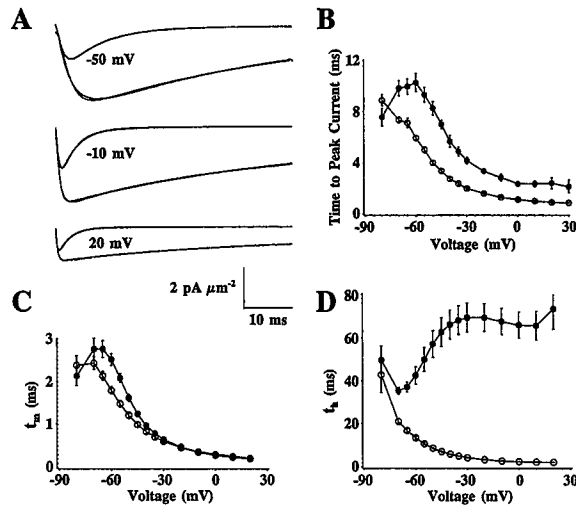 A
-50 mV
-10 mV
20 mV
2 pA μm⁻²
10 ms
B
Time to Peak Current (ms)
12
8
4
0
-90 -60 -30 0 30
Voltage (mV)
C
t_m (ms)
3
2
1
0
-90 -60 -30 0 30
Voltage (mV)
D
t_h (ms)
80
60
40
20
0
-90 -60 -30 0 30
Voltage (mV)